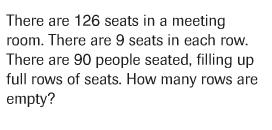 There are 126 seats in a meeting
room. There are 9 seats in each row.
There are 90 people seated, filling up
full rows of seats. How many rows are
empty?